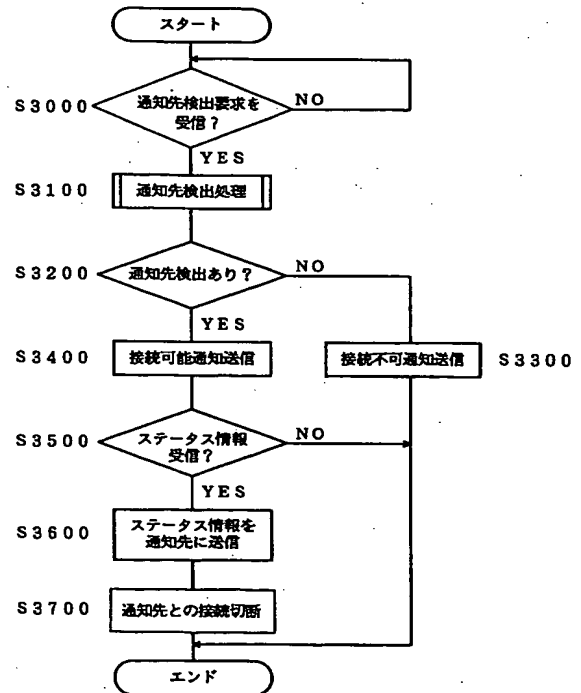 スタート
S3000
通知先検出要求を
受信?
NO
YES
S3100
通知先検出処理
S3200
通知先検出あり?
NO
YES
S3400
接続可能通知送信
接続不可通知送信
S3300
S3500
ステータス情報
受信?
NO
YES
S3600
ステータス情報を
通知先に送信
S3700
通知先との接続切断
エンド